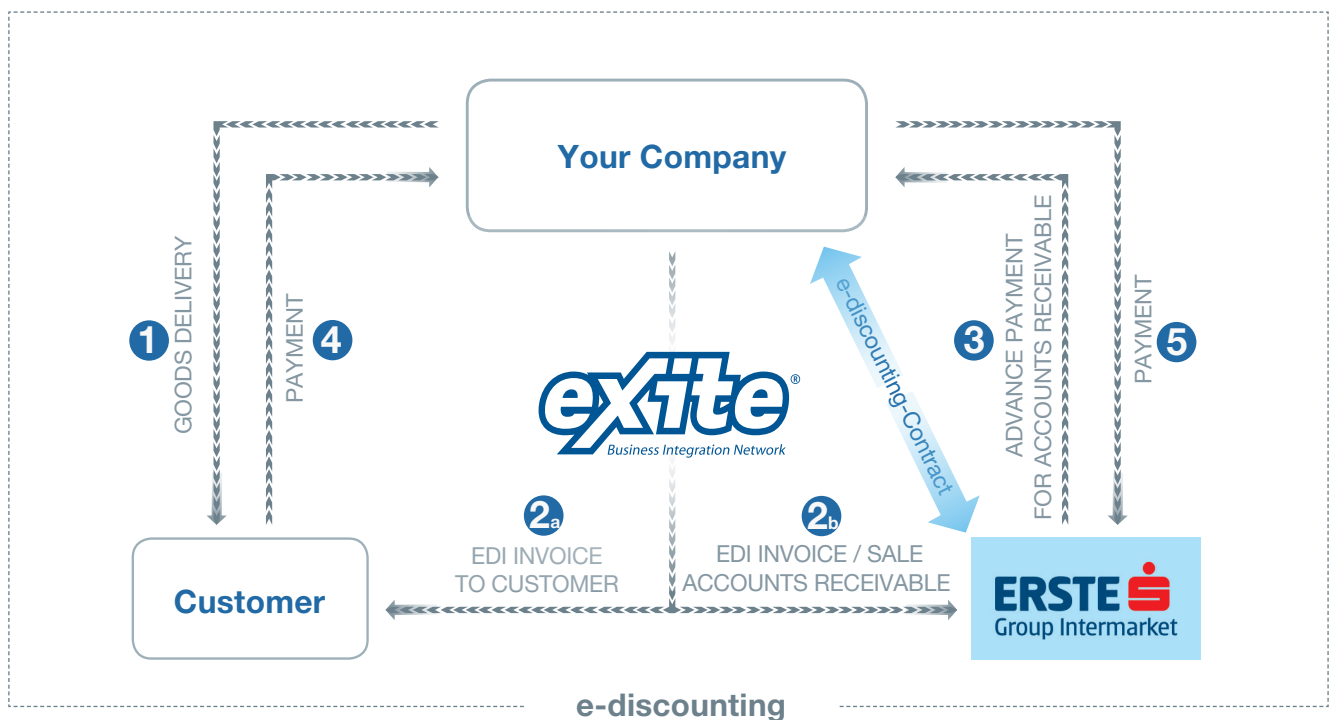 Your Company
1
GOODS DELIVERY
4
PAYMENT
exite®
Business Integration Network
e-discounting-Contract
3
ADVANCE PAYMENT
FOR ACCOUNTS RECEIVABLE
5
PAYMENT
2a
EDI INVOICE
TO CUSTOMER
2b
EDI INVOICE / SALE
ACCOUNTS RECEIVABLE
Customer
ERSTE
Group Intermarket
e-discounting